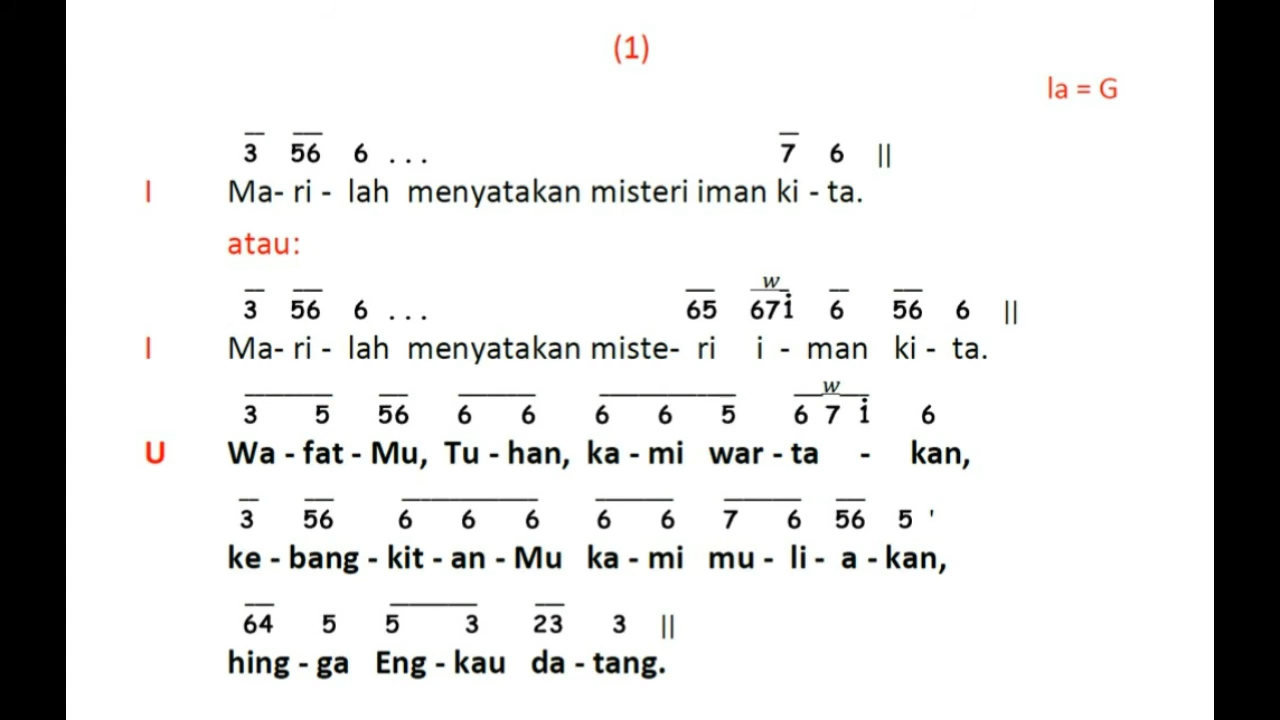 (1)
la = G
3 56 6 . . . 7 6 ||
I Ma- ri - lah menyatakan misteri iman ki - ta.
atau:
w
3 56 6 . . . 65 67i 6 56 6 ||
I Ma- ri - lah menyatakan miste- ri i - man ki - ta.
w
3 5 56 6 6 6 6 5 6 7 i 6
U Wa - fat - Mu, Tu - han, ka - mi war - ta - kan,
3 56 6 6 6 6 6 7 6 56 5 '
ke - bang - kit - an - Mu ka - mi mu - li - a - kan,
64 5 5 3 23 3 ||
hing - ga Eng - kau da - tang.